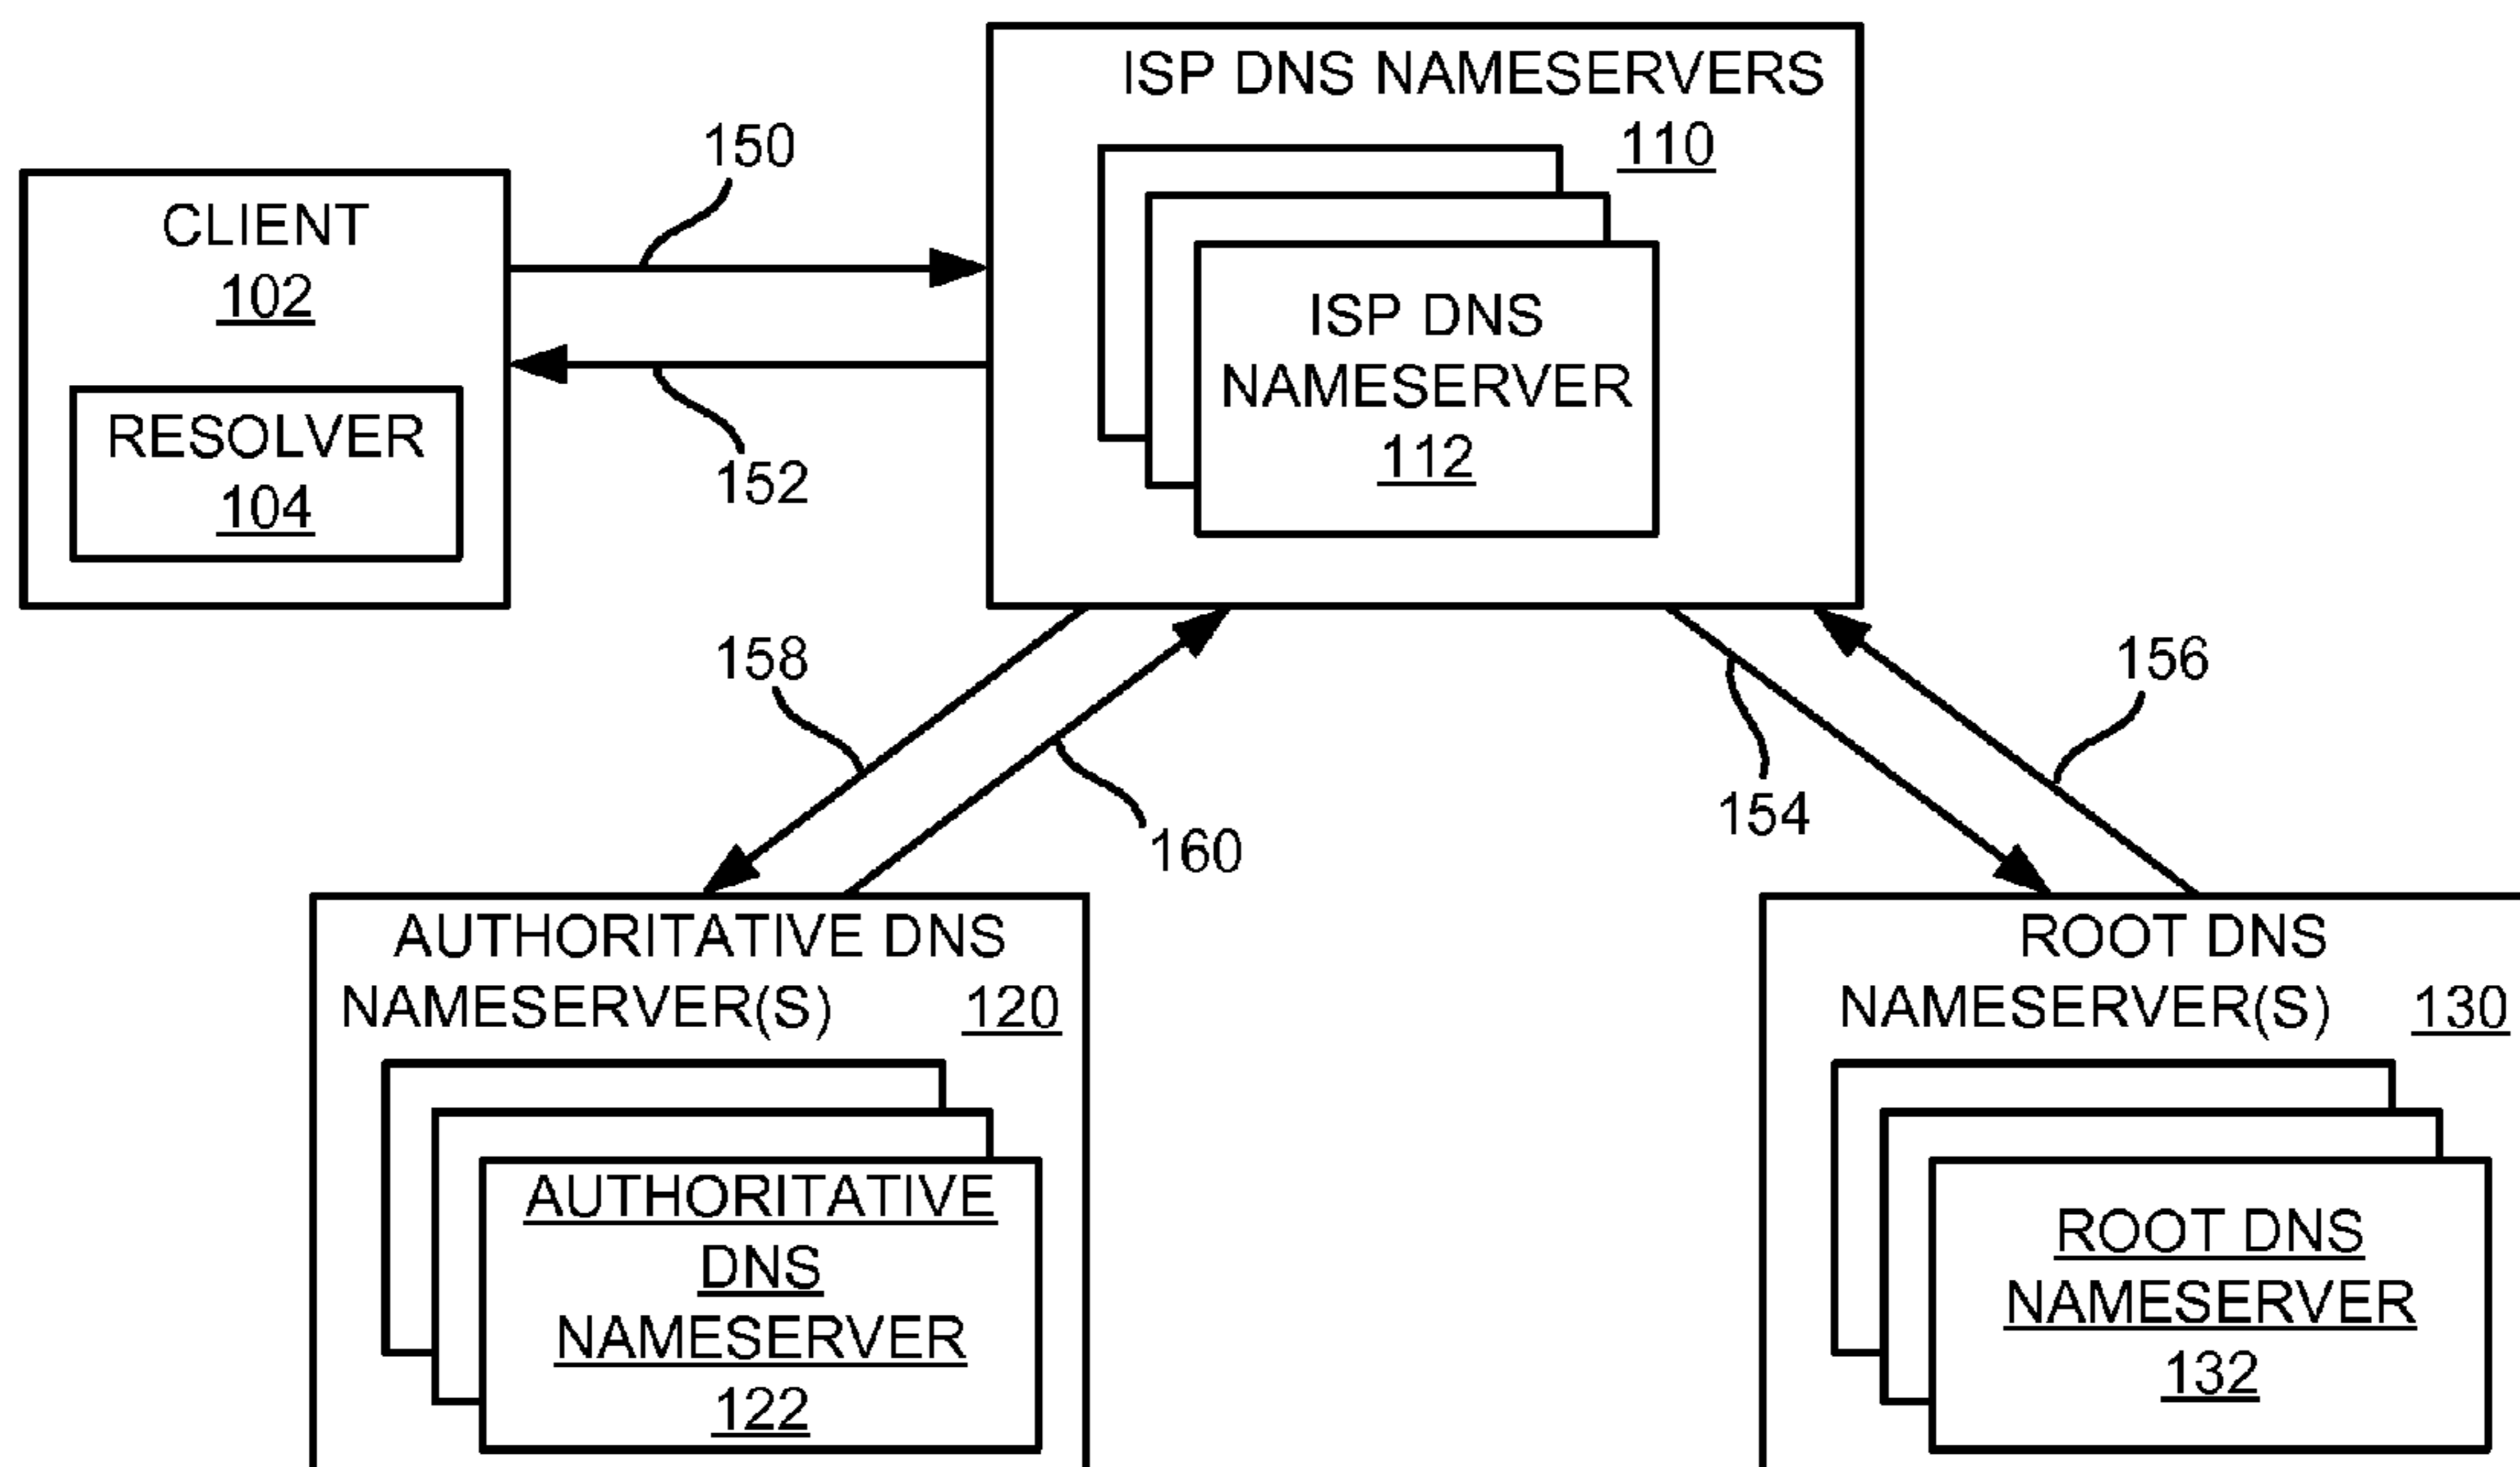 ISP DNS NAMESERVERS
110
150
CLIENT
102
RESOLVER
104
152
ISP DNS
NAMESERVER
112
158
160
154
156
AUTHORITATIVE DNS
NAMESERVER(S) 120
AUTHORITATIVE
DNS
NAMESERVER
122
ROOT DNS
NAMESERVER(S) 130
ROOT DNS
NAMESERVER
132